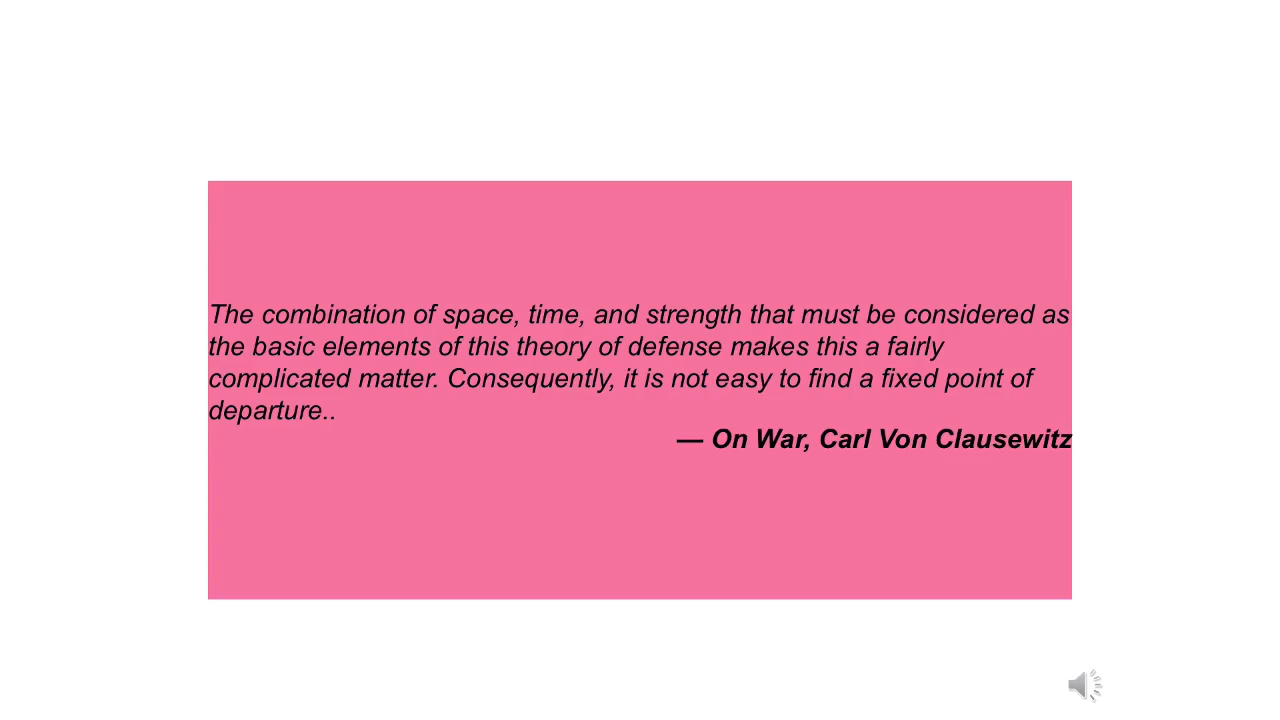 The combination of space, time, and strength that must be considered as
the basic elements of this theory of defense makes this a fairly
complicated matter. Consequently, it is not easy to find a fixed point of
departure..
— On War, Carl Von Clausewitz